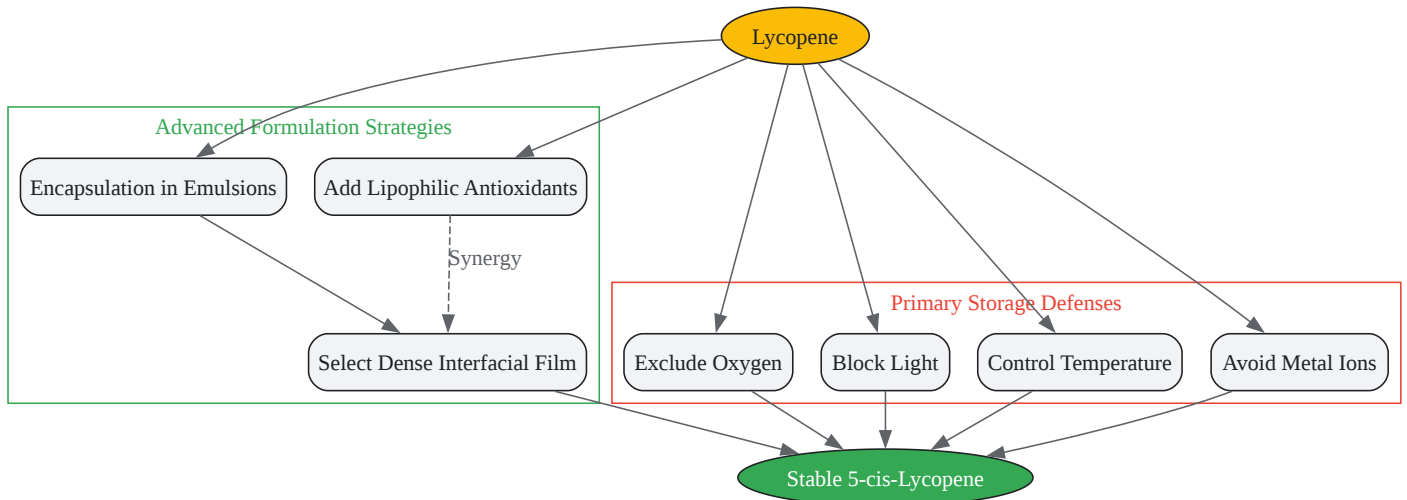 Lycopene
Advanced Formulation Strategies
Encapsulation in Emulsions
Add Lipophilic Antioxidants
Synergy
Select Dense Interfacial Film
Primary Storage Defenses
Exclude Oxygen
Block Light
Control Temperature
Avoid Metal Ions
Stable 5-cis-Lycopene